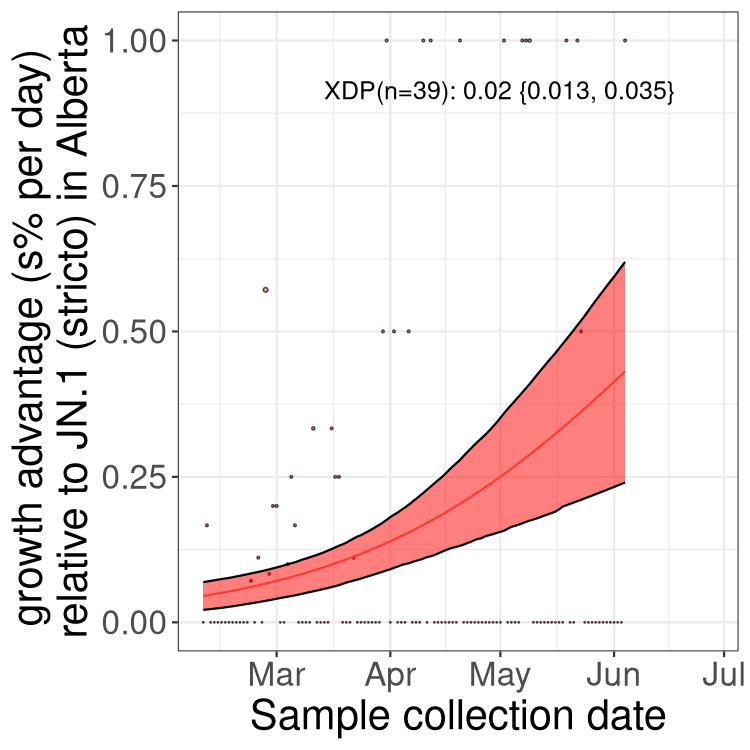 growth advantage (s% per day)
relative to JN.1 (stricto) in Alberta
1.00
0.75
0.50
0.25
0.00
XDP(n=39): 0.02 {0.013, 0.035}
Mar Apr May Jun Jul
Sample collection date